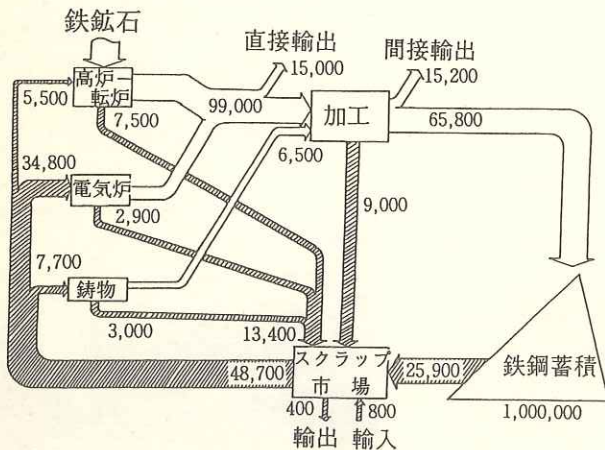 鉄鉱石
直接輸出
間接輸出
15,000
15,200
高炉―
転炉
5,500
7,500
99,000
加工
65,800
6,500
34,800
電気炉
2,900
9,000
7,700
鋳物
3,000
13,400
スクラップ
市場
48,700
25,900
鉄鋼蓄積
1,000,000
400
800
輸出
輸入